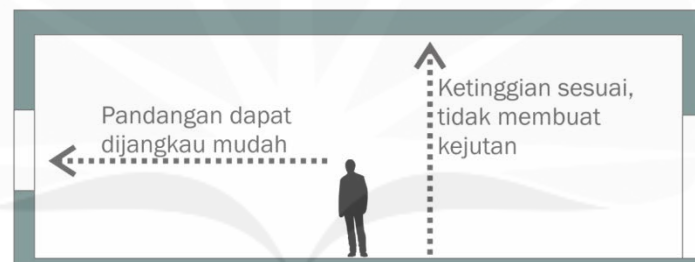 Pandangan dapat
dijangkau mudah
Ketinggian sesuai,
tidak membuat
kejutan